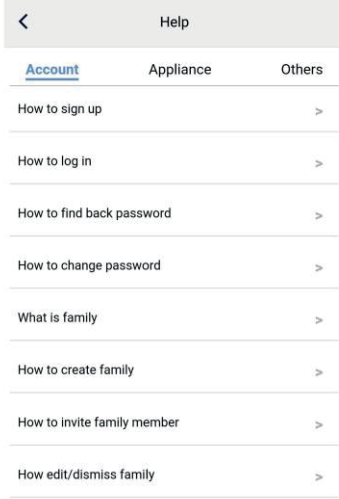 Help
Account Appliance Others
How to sign up >
How to log in >
How to find back password >
How to change password >
What is family >
How to create family >
How to invite family member >
How edit/dismiss family >